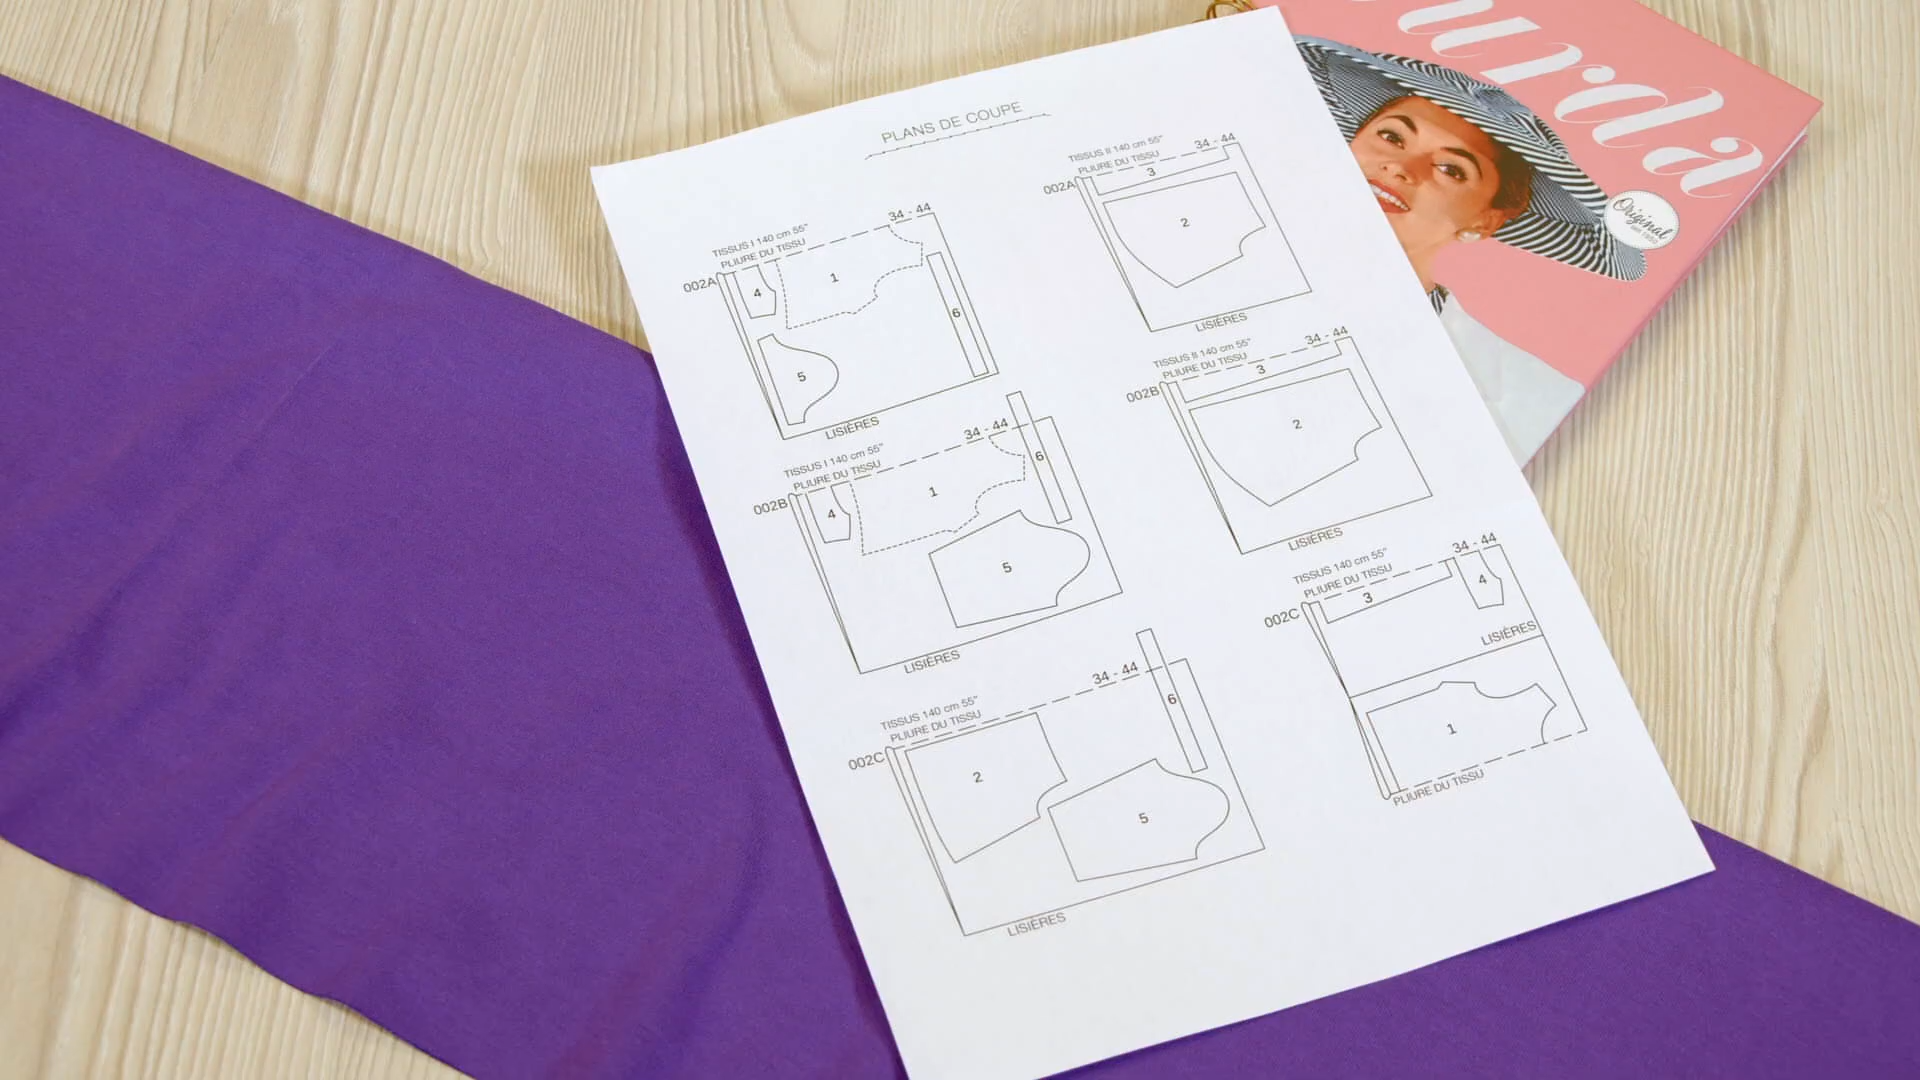 PLANS DE COUPE
TISSUS I 140 cm 55"
PLIURE DU TISSU
34 - 44
002A
4
1
6
5
LISIÈRES
TISSUS I 140 cm 55"
PLIURE DU TISSU
34 - 44
002B
4
1
6
5
LISIÈRES
TISSUS 140 cm 55"
PLIURE DU TISSU
34 - 44
002C
2
6
5
LISIÈRES
TISSUS II 140 cm 55"
PLIURE DU TISSU
34 - 44
002A
3
2
LISIÈRES
TISSUS II 140 cm 55"
PLIURE DU TISSU
34 - 44
002B
3
2
LISIÈRES
TISSUS 140 cm 55"
PLIURE DU TISSU
34 - 44
002C
3
4
LISIÈRES
1
PLIURE DU TISSU
urda
Original